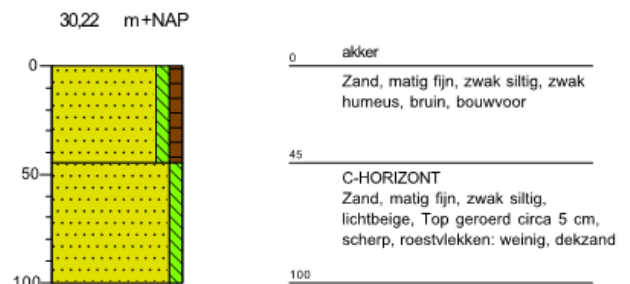 30,22 m+NAP
0
50
100
0 akker
Zand, matig fijn, zwak siltig, zwak
humeus, bruin, bouwvoor
45
C-HORIZONT
Zand, matig fijn, zwak siltig,
lichtbeige, Top geroerd circa 5 cm,
scherp, roestvlekken: weinig, dekzand
100